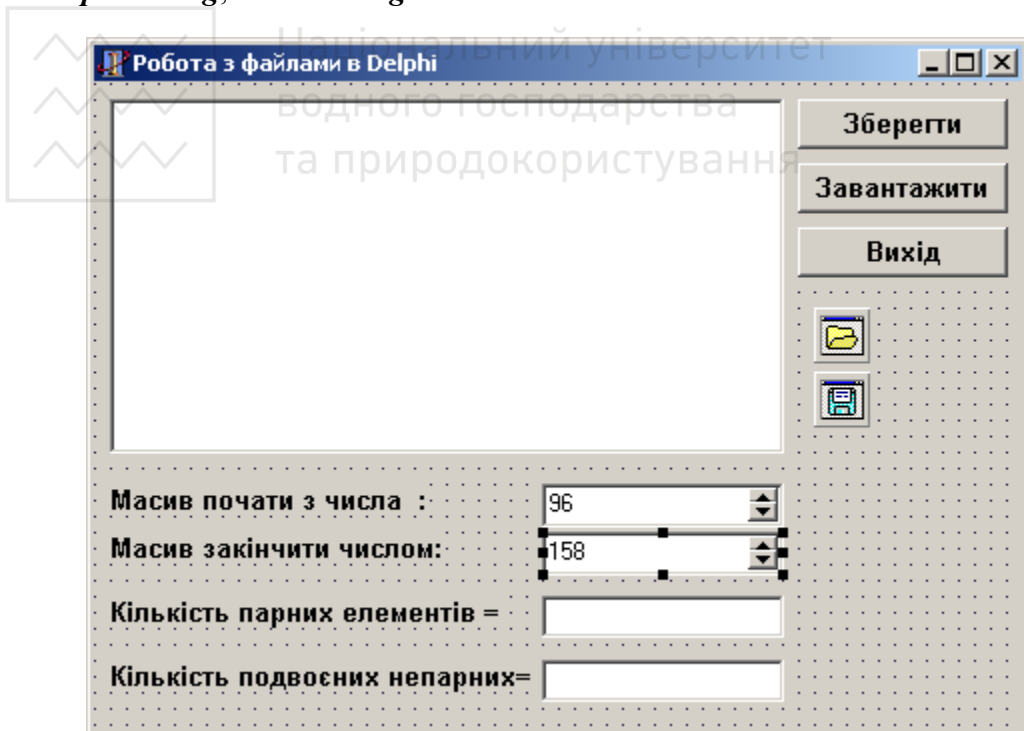 Національний університет
Робота з файлами в Delphi
водного господарства
Зберегти
та природокористування
Завантажити
Вихід
Масив почати з числа :
96
Масив закінчити числом:
158
Кількість парних елементів =
Кількість подвоєних непарних=